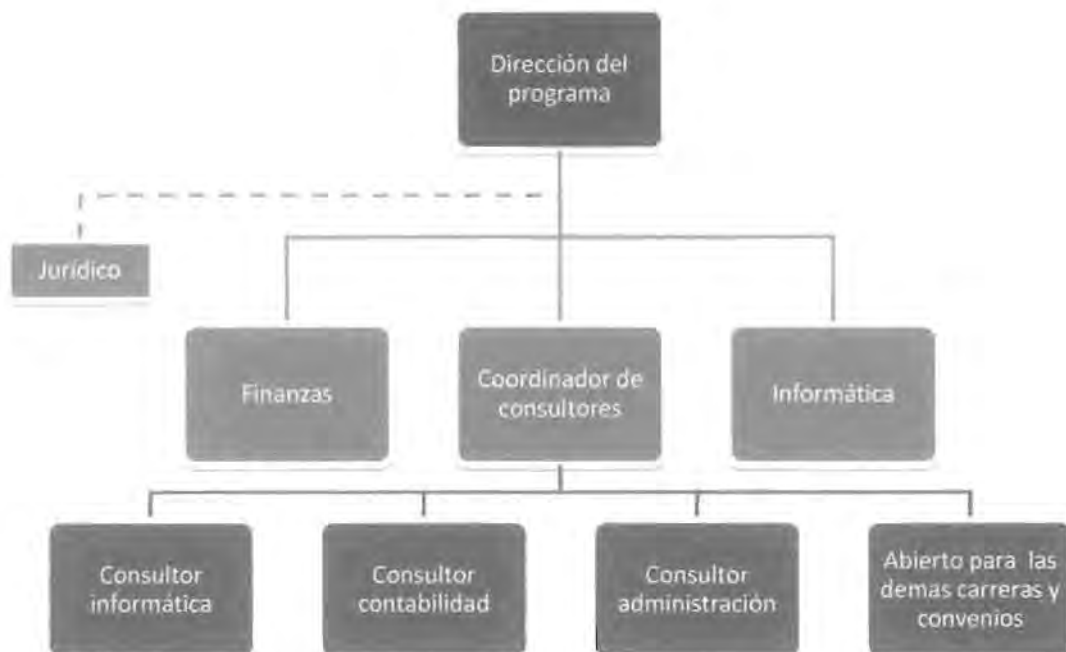 Dirección del
programa
Jurídico
Finanzas
Coordinador de
consultores
Informática
Consultor
informática
Consultor
contabilidad
Consultor
administración
Abierto para las
demas carreras y
convenios